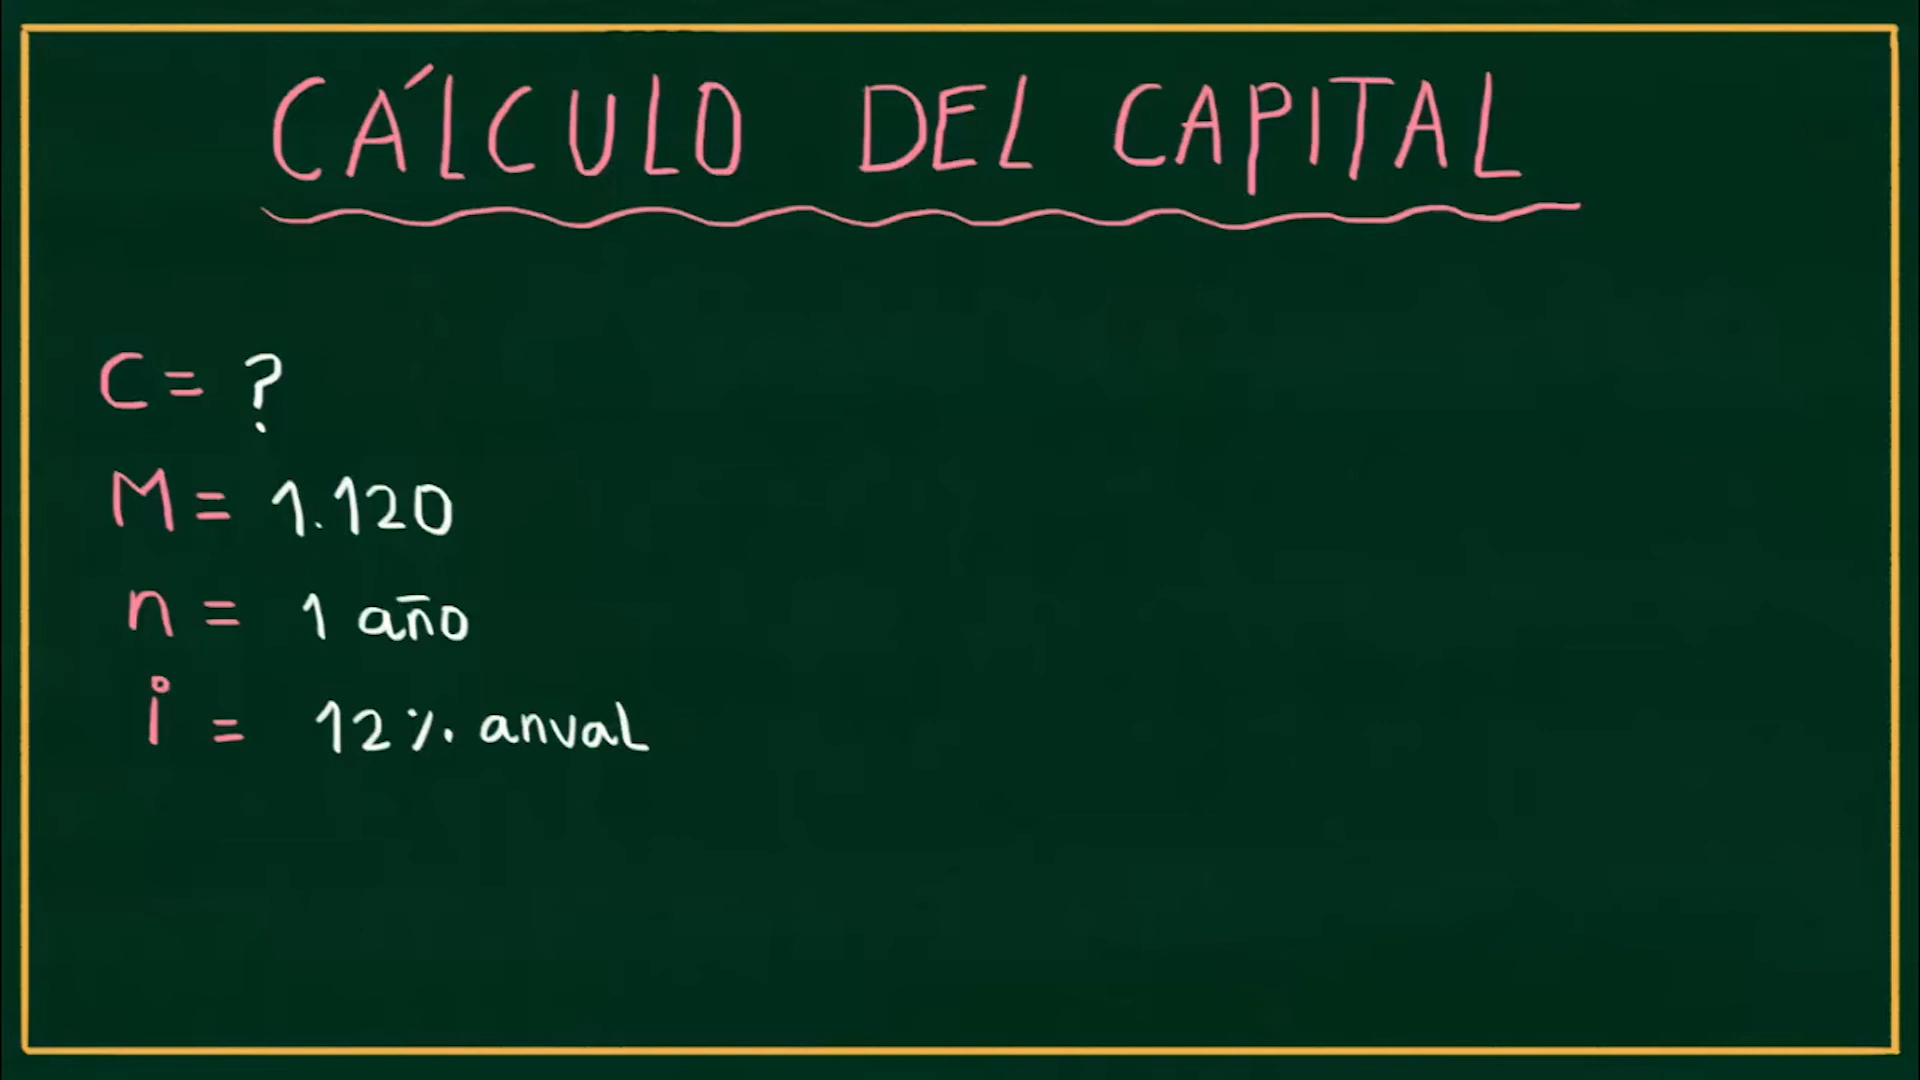 CÁLCULO DEL CAPITAL
C = ?
M = 1.120
n = 1 año
i = 12% anual